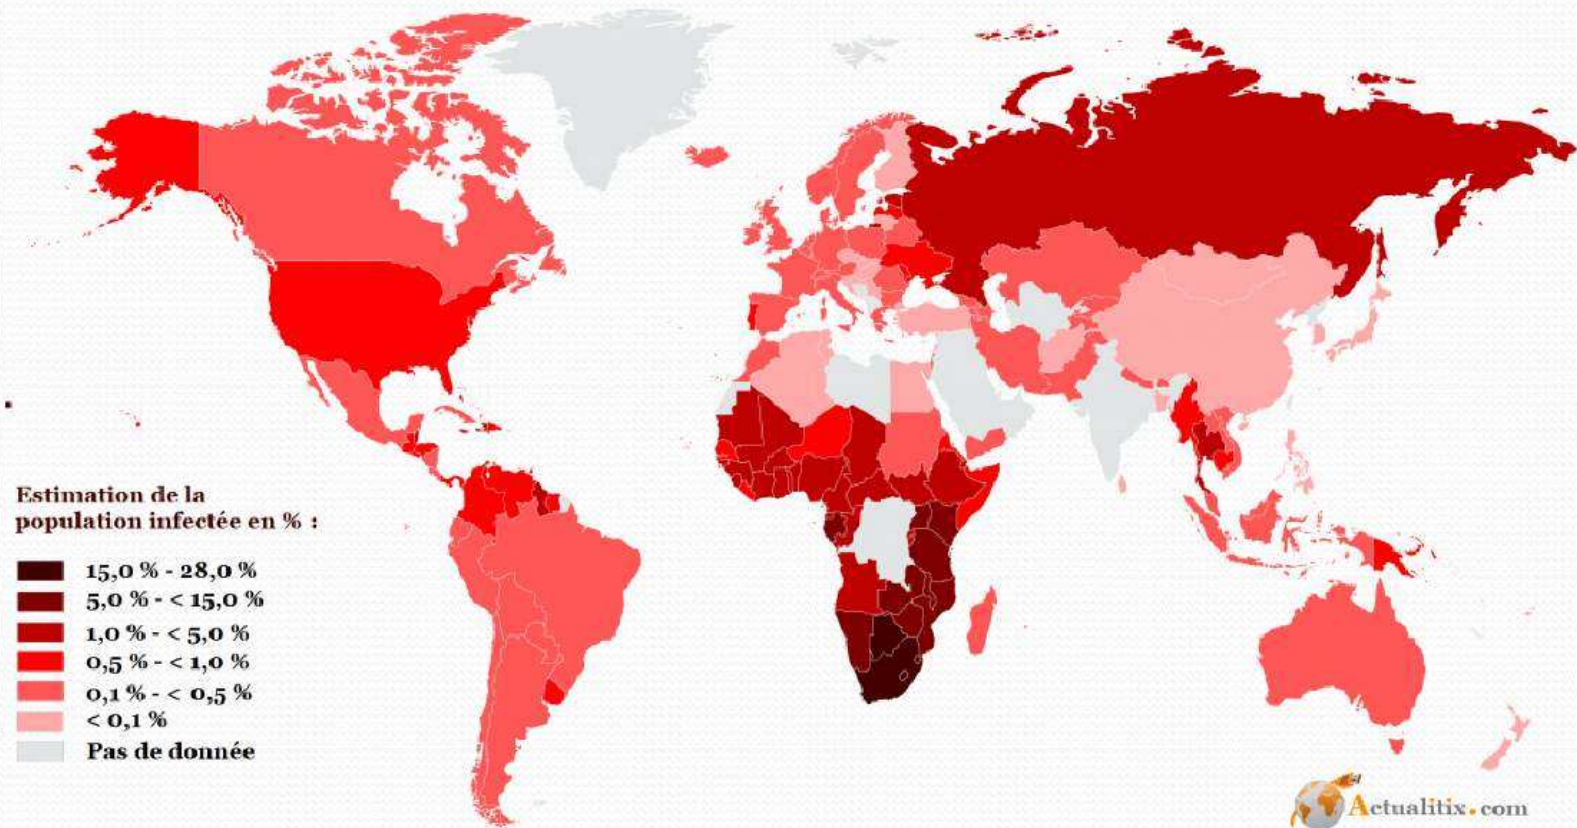 Estimation de la
population infectée en % :
15,0 % - 28,0 %
5,0 % - < 15,0 %
1,0 % - < 5,0 %
0,5 % - < 1,0 %
0,1 % - < 0,5 %
< 0,1 %
Pas de donnée
Actualitix.com